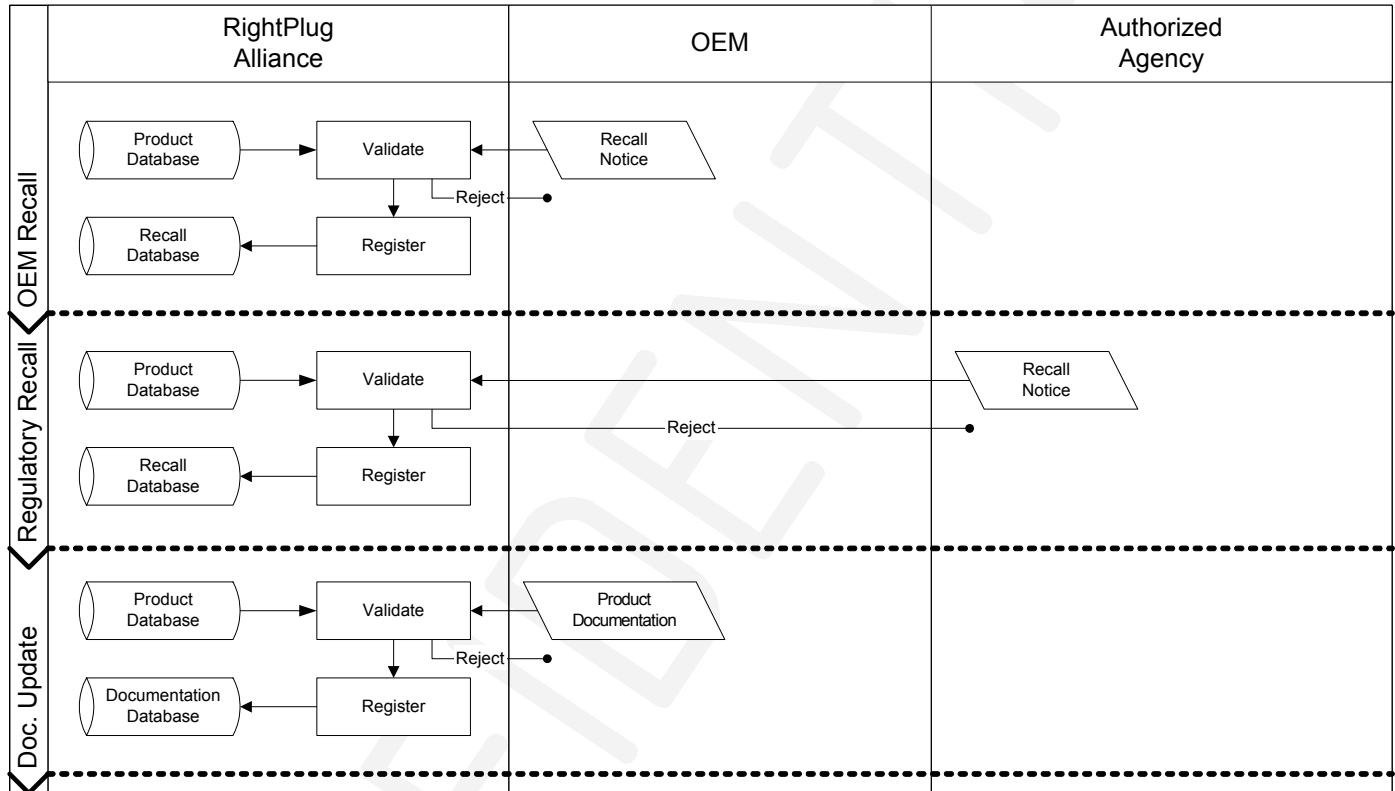 RightPlug
Alliance
OEM
Authorized
Agency
OEM Recall
Product
Database
Validate
Recall
Notice
Reject
Recall
Database
Register
Regulatory Recall
Product
Database
Validate
Recall
Notice
Reject
Recall
Database
Register
Doc. Update
Product
Database
Validate
Product
Documentation
Reject
Documentation
Database
Register